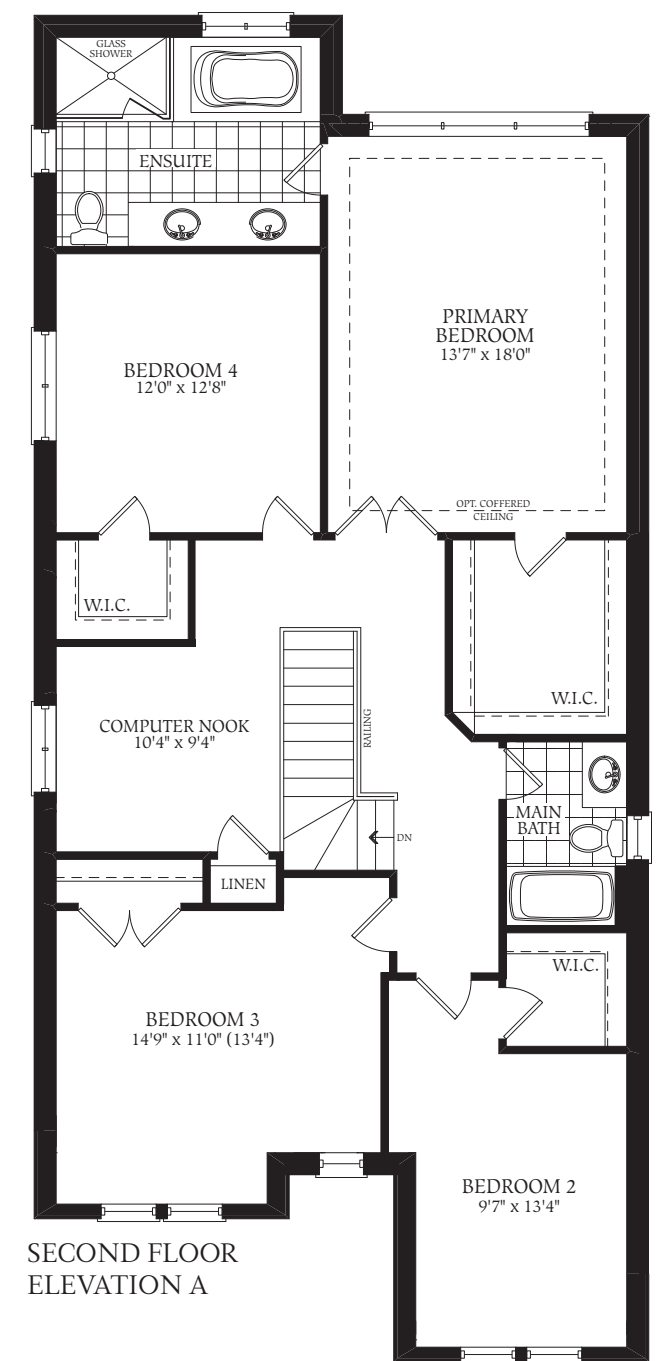 GLASS
SHOWER
ENSUITE
PRIMARY
BEDROOM
13'7" x 18'0"
BEDROOM 4
12'0" x 12'8"
OPT. COFFERED
CEILING
W.I.C.
W.I.C.
COMPUTER NOOK
10'4" x 9'4"
RAILING
MAIN
BATH
DN
LINEN
W.I.C.
BEDROOM 3
14'9" x 11'0" (13'4")
BEDROOM 2
9'7" x 13'4"
SECOND FLOOR
ELEVATION A